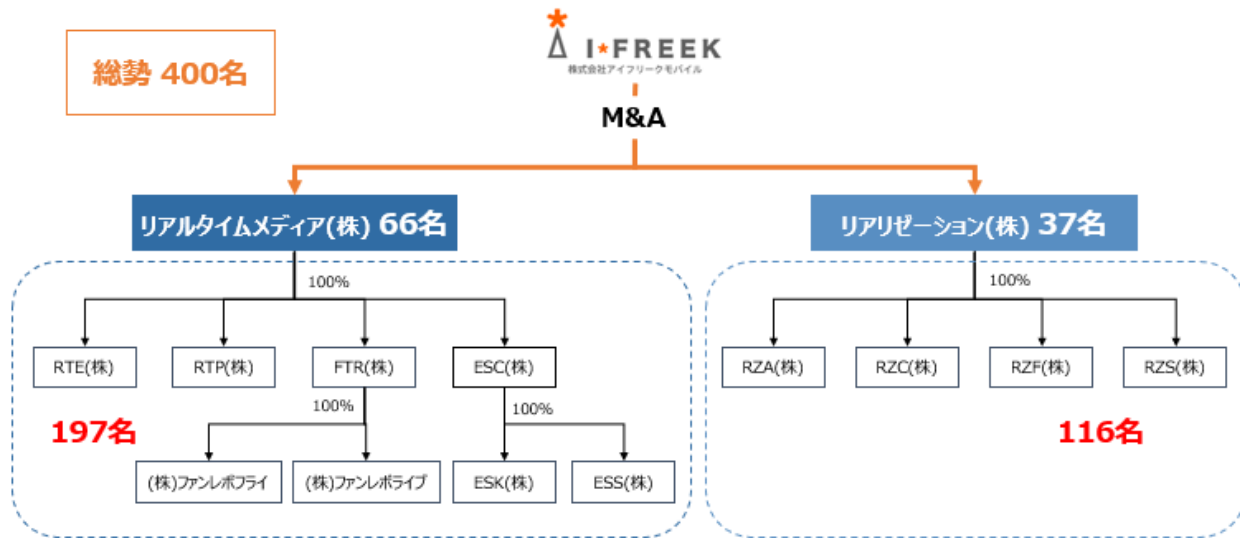 総勢 400名
I*FREEK
株式会社アイフリークモバイル
M&A
リアルタイムメディア(株) 66名
リアリゼーション(株) 37名
100%
100%
RTE(株)
RTP(株)
FTR(株)
ESC(株)
RZA(株)
RZC(株)
RZF(株)
RZS(株)
100%
100%
197名
116名
(株)ファンレボフライ
(株)ファンレボライブ
ESK(株)
ESS(株)